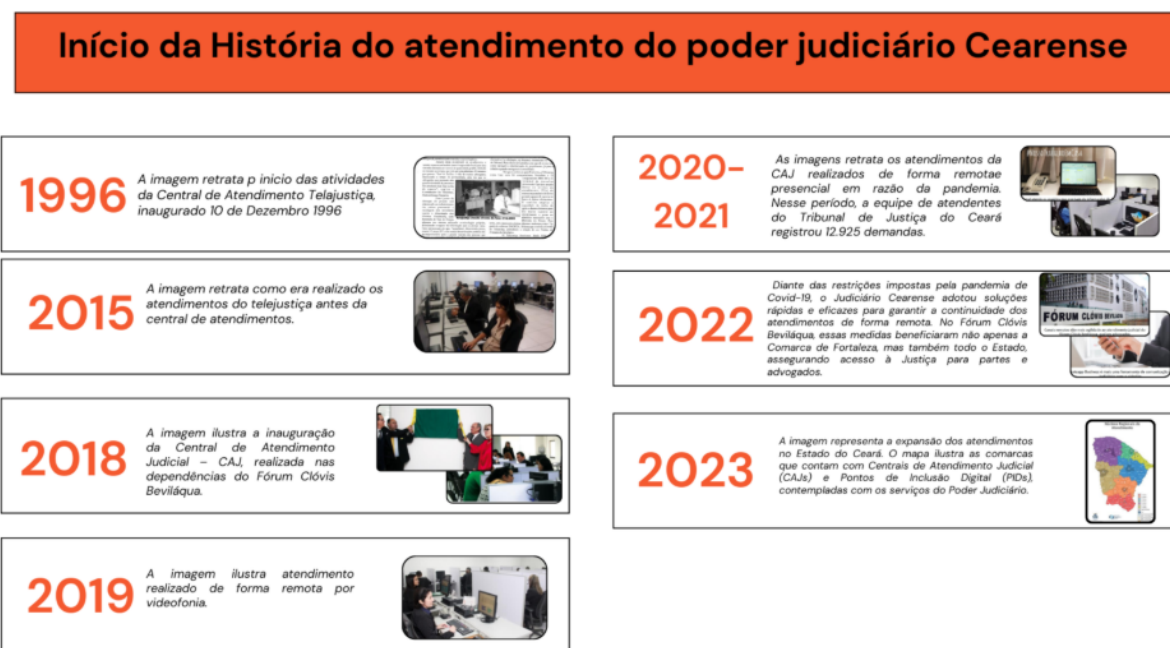 Início da História do atendimento do poder judiciário Cearense
1996
A imagem retrata p inicio das atividades
da Central de Atendimento Telajustiça,
inaugurado 10 de Dezembro 1996
2015
A imagem retrata como era realizado os
atendimentos do telejustiça antes da
central de atendimentos.
2018
A imagem ilustra a inauguração
da Central de Atendimento
Judicial – CAJ, realizada nas
dependências do Fórum Clóvis
Beviláqua.
2019
A imagem ilustra atendimento
realizado de forma remota por
videofonia.
2020-
2021
As imagens retrata os atendimentos da
CAJ realizados de forma remotae
presencial em razão da pandemia.
Nesse período, a equipe de atendentes
do Tribunal de Justiça do Ceará
registrou 12.925 demandas.
2022
Diante das restrições impostas pela pandemia de
Covid-19, o Judiciário Cearense adotou soluções
rápidas e eficazes para garantir a continuidade dos
atendimentos de forma remota. No Fórum Clóvis
Beviláqua, essas medidas beneficiaram não apenas a
Comarca de Fortaleza, mas também todo o Estado,
assegurando acesso à Justiça para partes e
advogados.
FÓRUM CLÓVIS BEVILÁQUA
2023
A imagem representa a expansão dos atendimentos
no Estado do Ceará. O mapa ilustra as comarcas
que contam com Centrais de Atendimento Judicial
(CAJs) e Pontos de Inclusão Digital (PIDs),
contempladas com os serviços do Poder Judiciário.